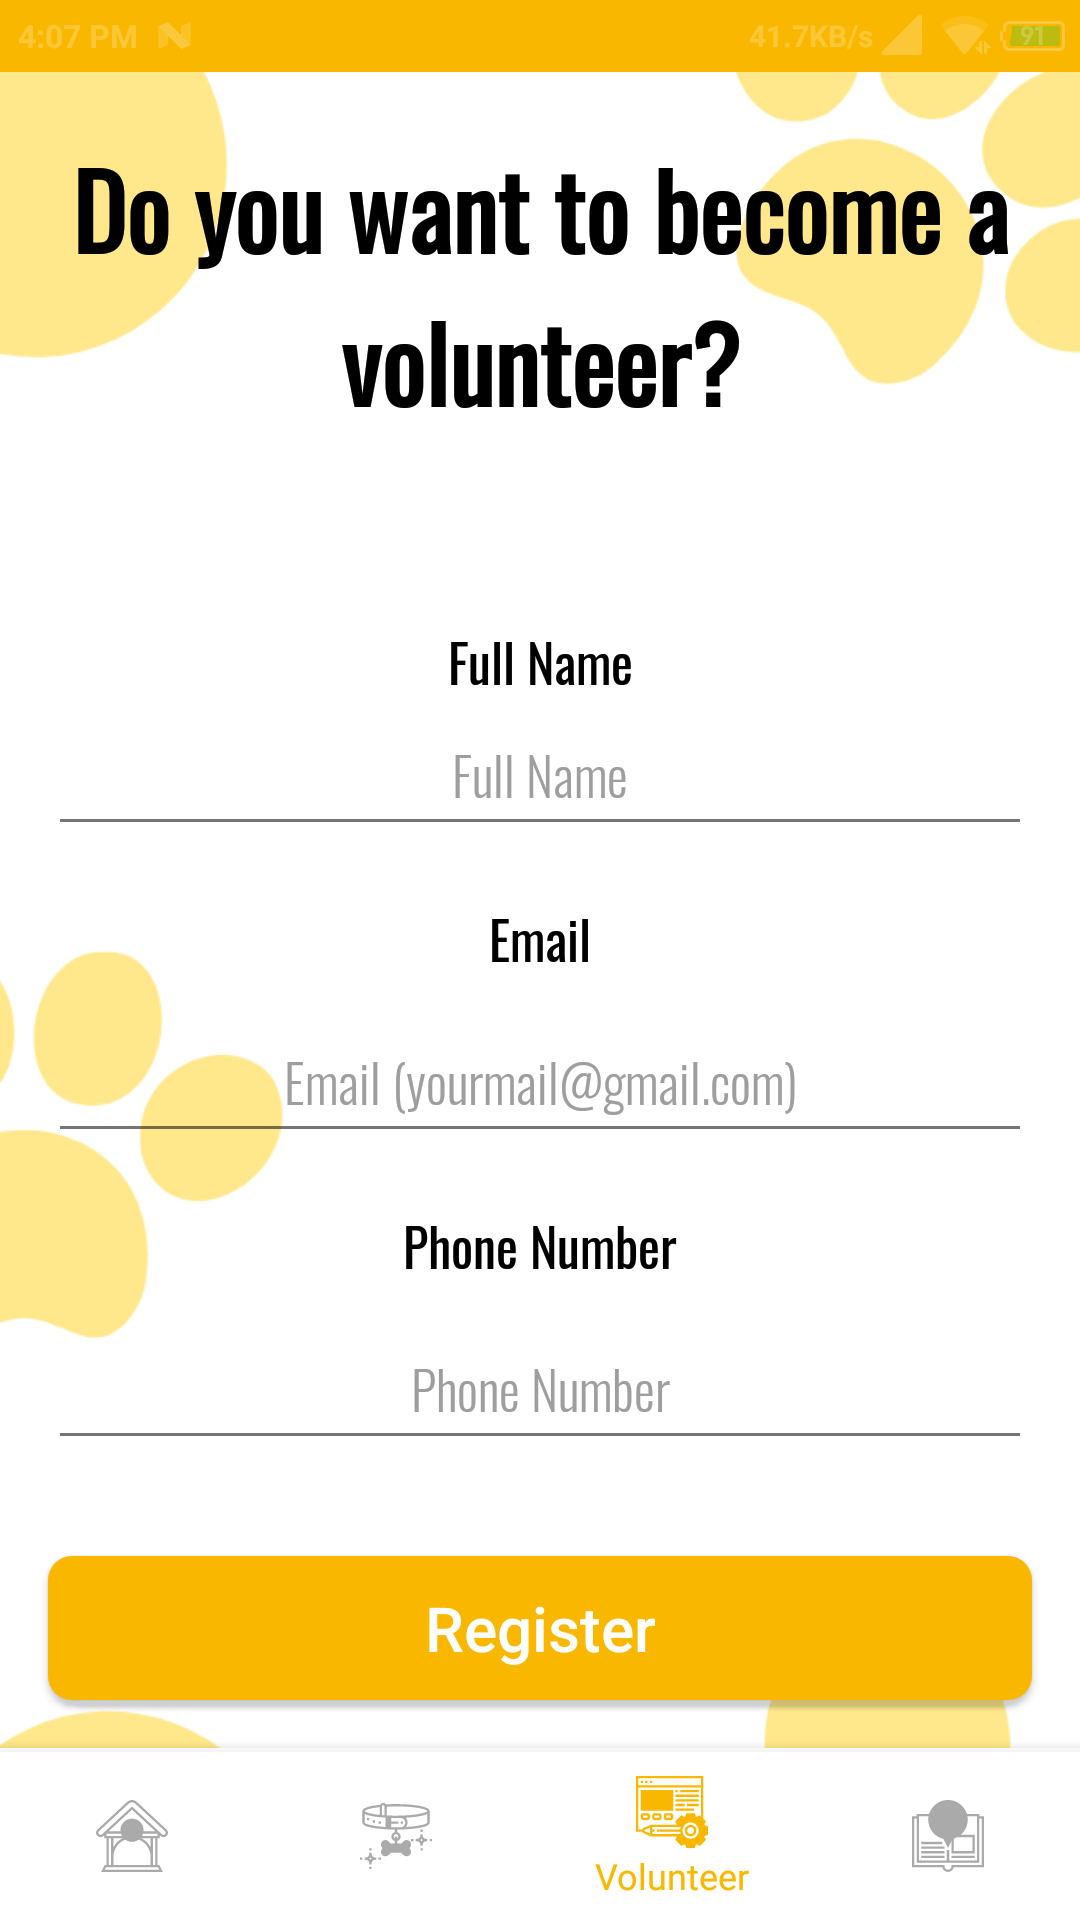 4:07 PM 41.7KB/s 91
Do you want to become a
volunteer?
Full Name
Full Name
Email
Email (yourmail@gmail.com)
Phone Number
Phone Number
Register
Volunteer